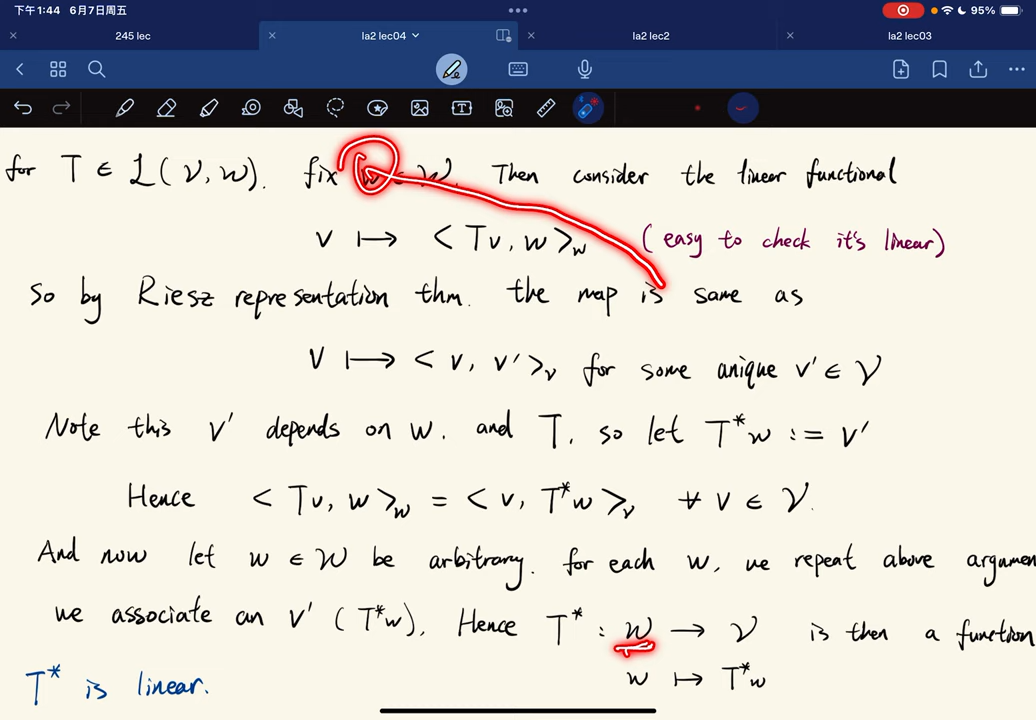 下午1:44 6月7日周五
95%
245 lec
la2 lec04
la2 lec2
la2 lec03
for T ∈ L(V, W). fix w ∈ W. Then consider the linear functional
v ↦ < Tv, w >_W (easy to check it's linear)
So by Riesz representation thm. the map is same as
v ↦ < v, v' >_V for some unique v' ∈ V
Note this v' depends on w. and T, so let T*w := v'
Hence < Tv, w >_W = < v, T*w >_V ∀ v ∈ V.
And now let w ∈ W be arbitrary. for each w, we repeat above argumen
we associate an v' (T*w). Hence T* : W → V is then a function
w ↦ T*w
T* is linear.